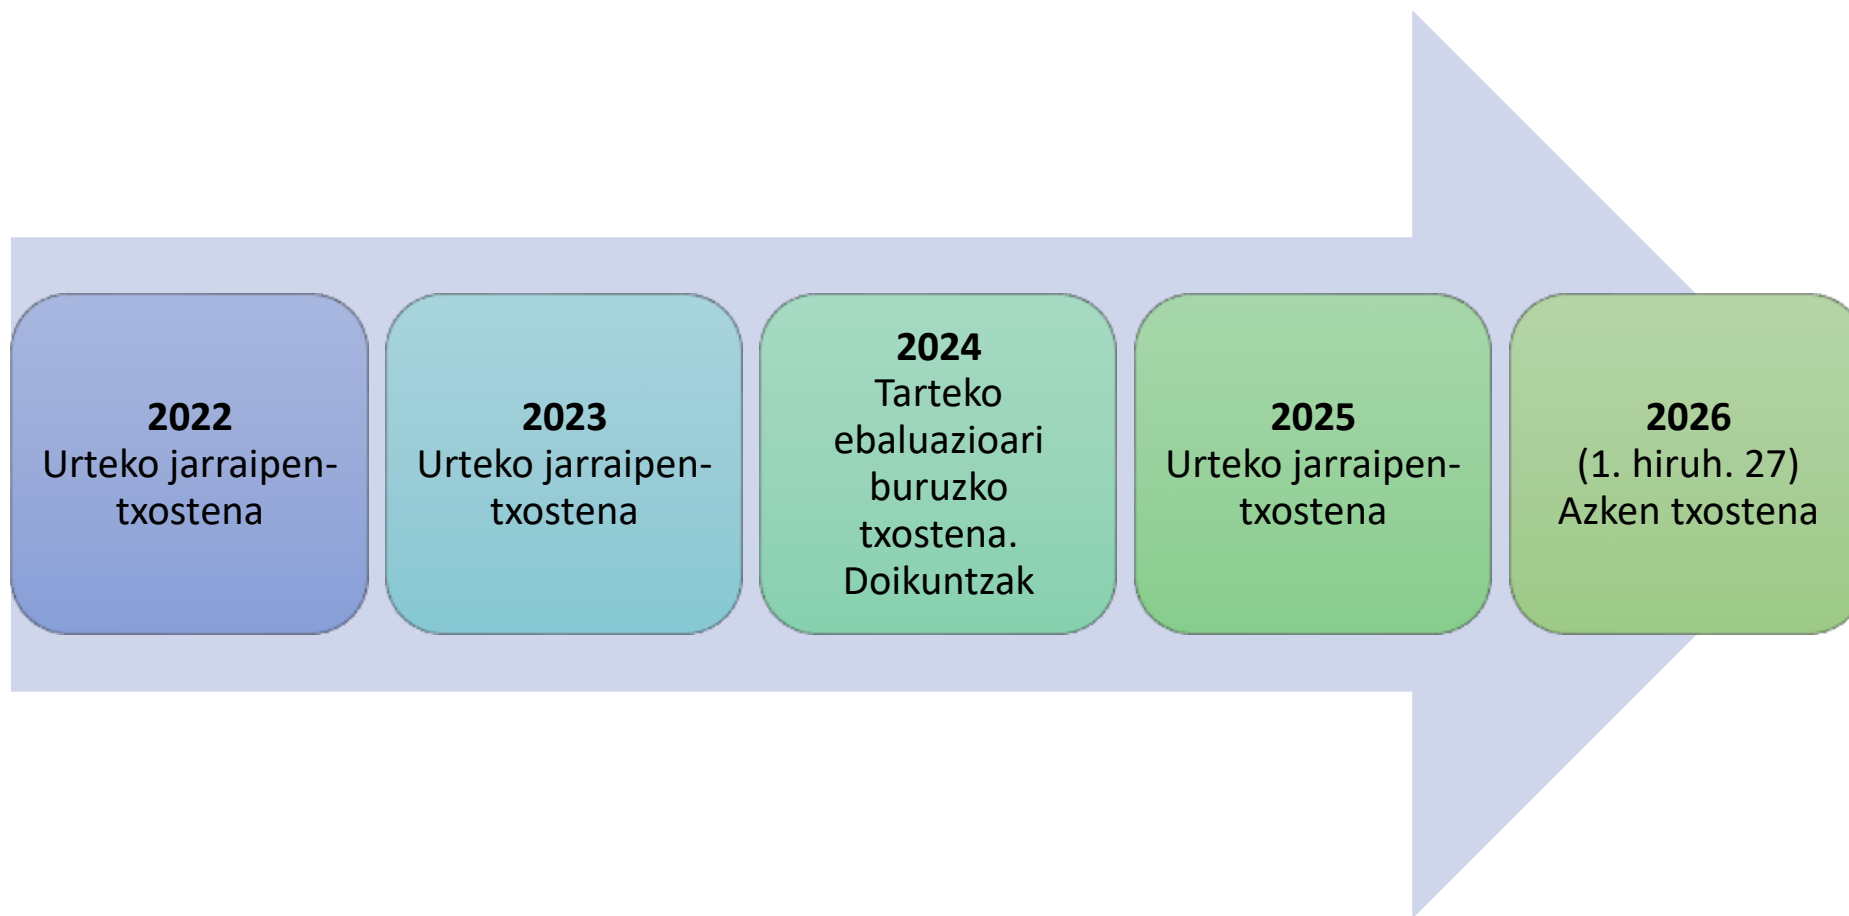 2022
Urteko jarraipen-
txostena
2023
Urteko jarraipen-
txostena
2024
Tarteko
ebaluazioari
buruzko
txostena.
Doikuntzak
2025
Urteko jarraipen-
txostena
2026
(1. hiruh. 27)
Azken txostena